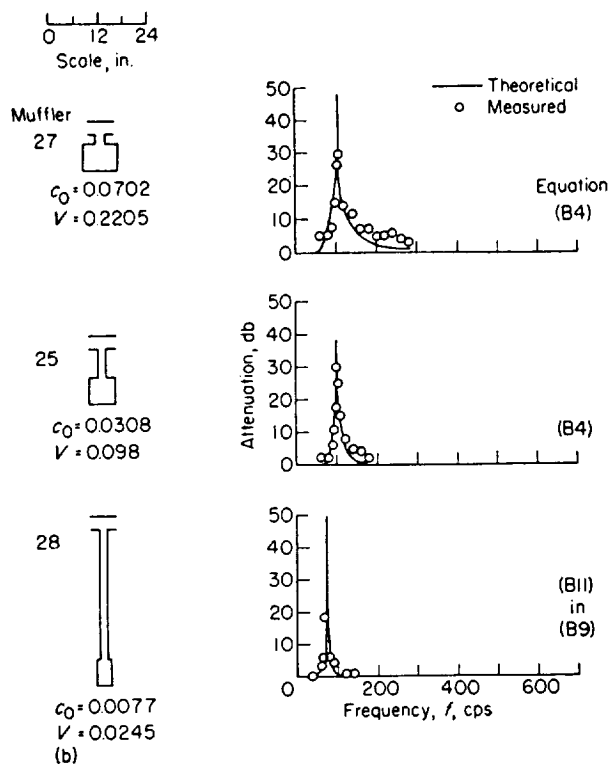 0 12 24
Scale, in.
Muffler
27
c₀ = 0.0702
V = 0.2205
50
40
30
20
10
0
Theoretical
Measured
Equation
(B4)
25
c₀ = 0.0308
V = 0.098
Attenuation, db
50
40
30
20
10
0
(B4)
28
c₀ = 0.0077
V = 0.0245
(b)
50
40
30
20
10
0 200 400 600
Frequency, f, cps
(B11)
in
(B9)